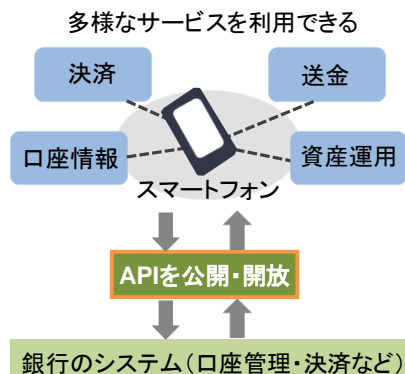 多様なサービスを利用できる
決済
送金
口座情報
資産運用
スマートフォン
APIを公開・開放
銀行のシステム(口座管理・決済など)